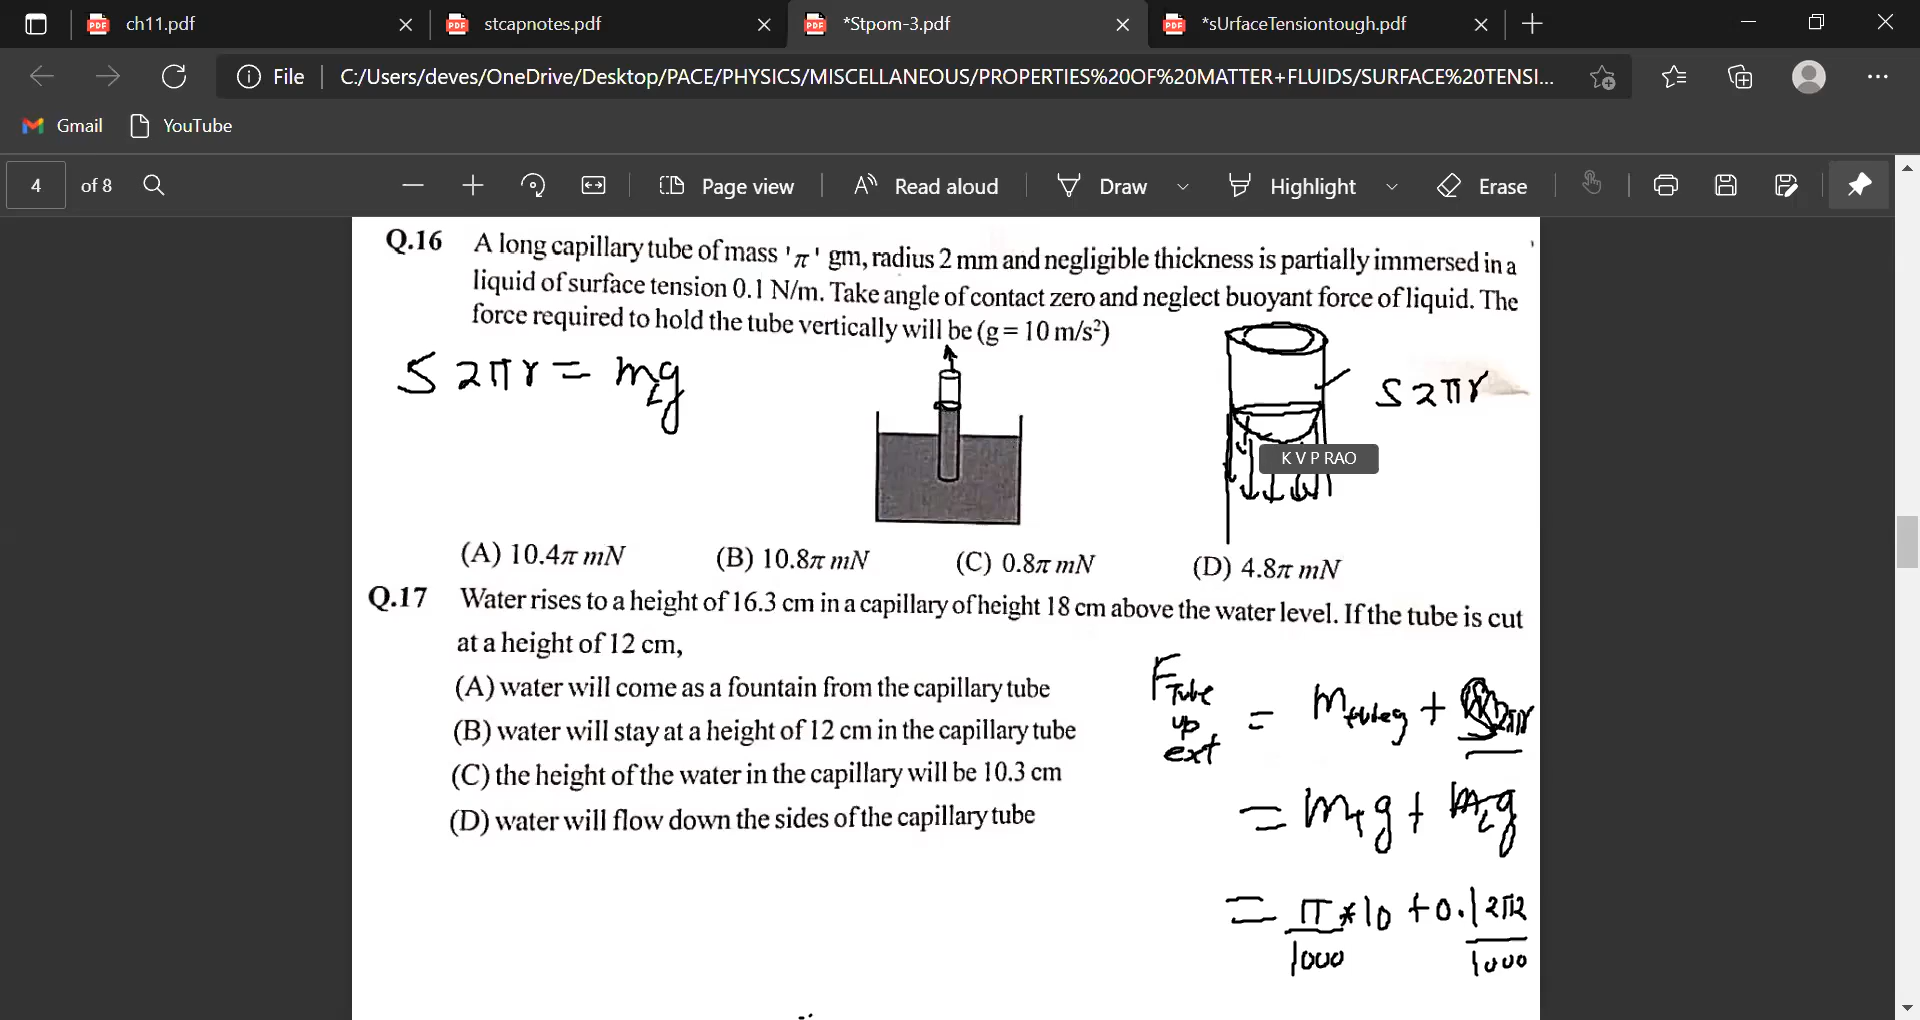 ch11.pdf
stcapnotes.pdf
*Stpom-3.pdf
*sUrfaceTensiontough.pdf
File
C:/Users/deves/OneDrive/Desktop/PACE/PHYSICS/MISCELLANEOUS/PROPERTIES%20OF%20MATTER+FLUIDS/SURFACE%20TENSI...
Gmail
YouTube
4 of 8
Page view
Read aloud
Draw
Highlight
Erase
Q.16 A long capillary tube of mass 'π' gm, radius 2 mm and negligible thickness is partially immersed in a
liquid of surface tension 0.1 N/m. Take angle of contact zero and neglect buoyant force of liquid. The
force required to hold the tube vertically will be (g = 10 m/s²)
S 2πr = mLg
S 2πr
K V P RAO
(A) 10.4π mN (B) 10.8π mN (C) 0.8π mN (D) 4.8π mN
Q.17 Water rises to a height of 16.3 cm in a capillary of height 18 cm above the water level. If the tube is cut
at a height of 12 cm,
(A) water will come as a fountain from the capillary tube
(B) water will stay at a height of 12 cm in the capillary tube
(C) the height of the water in the capillary will be 10.3 cm
(D) water will flow down the sides of the capillary tube
F Tube up ext = m tube g + 2πr
= mTg + mLg
= π/1000 * 10 + 0.1 2π2/1000